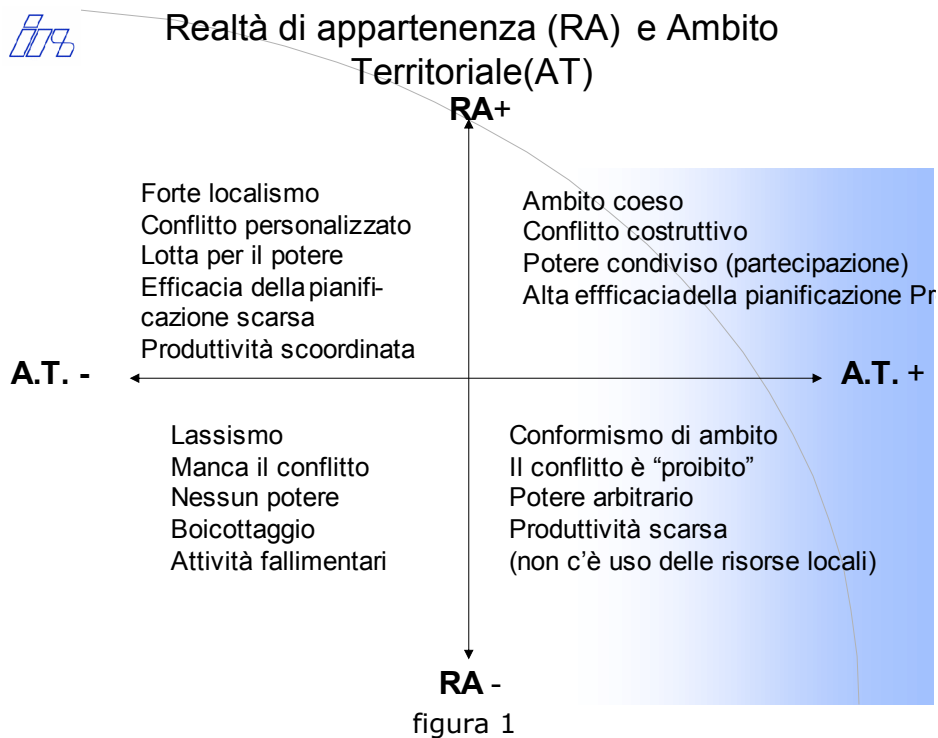 irs
Realtà di appartenenza (RA) e Ambito
Territoriale(AT)
RA+
Forte localismo
Conflitto personalizzato
Lotta per il potere
Efficacia della pianifi-
cazione scarsa
Produttività scoordinata
Ambito coeso
Conflitto costruttivo
Potere condiviso (partecipazione)
Alta effficacia della pianificazione Pr
A.T. -
A.T. +
Lassismo
Manca il conflitto
Nessun potere
Boicottaggio
Attività fallimentari
Conformismo di ambito
Il conflitto è “proibito”
Potere arbitrario
Produttività scarsa
(non c’è uso delle risorse locali)
RA -
figura 1